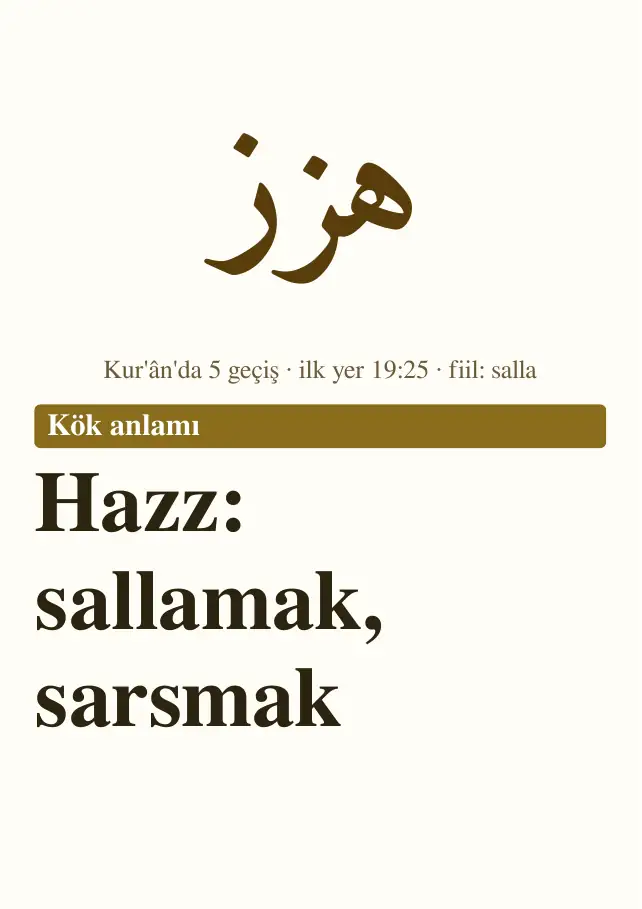 هزز
Kur'ân'da 5 geçiş · ilk yer 19:25 · fiil: salla
Kök anlamı
Hazz:
sallamak,
sarsmak